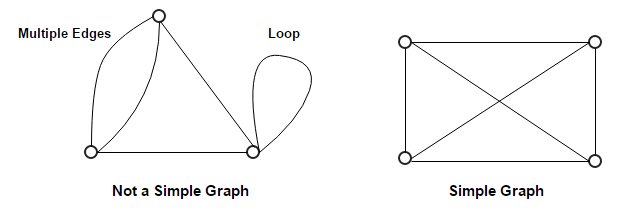 Multiple Edges
Loop
Not a Simple Graph
Simple Graph